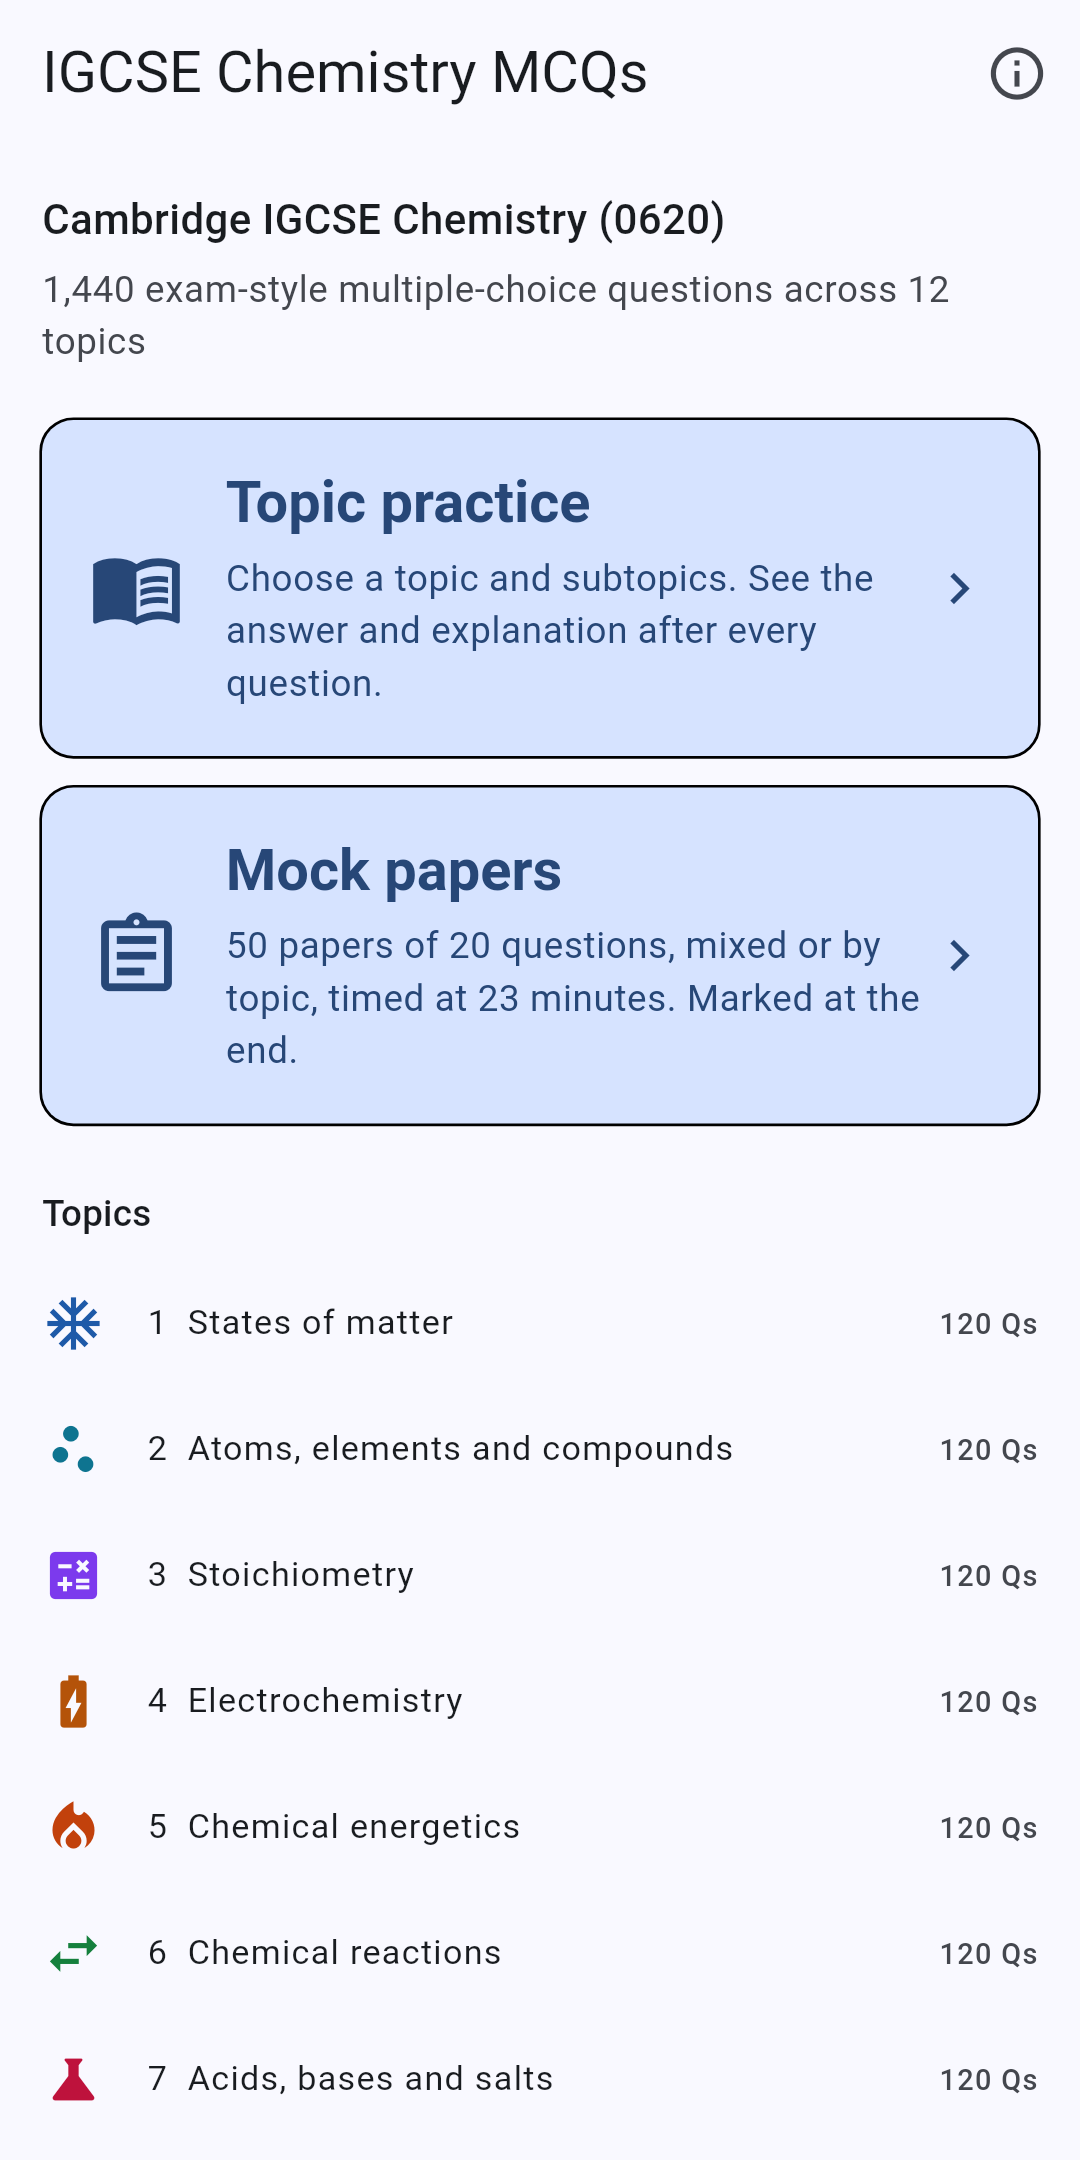 IGCSE Chemistry MCQs
Cambridge IGCSE Chemistry (0620)
1,440 exam-style multiple-choice questions across 12
topics
Topic practice
Choose a topic and subtopics. See the
answer and explanation after every
question.
Mock papers
50 papers of 20 questions, mixed or by
topic, timed at 23 minutes. Marked at the
end.
Topics
1 States of matter 120 Qs
2 Atoms, elements and compounds 120 Qs
3 Stoichiometry 120 Qs
4 Electrochemistry 120 Qs
5 Chemical energetics 120 Qs
6 Chemical reactions 120 Qs
7 Acids, bases and salts 120 Qs